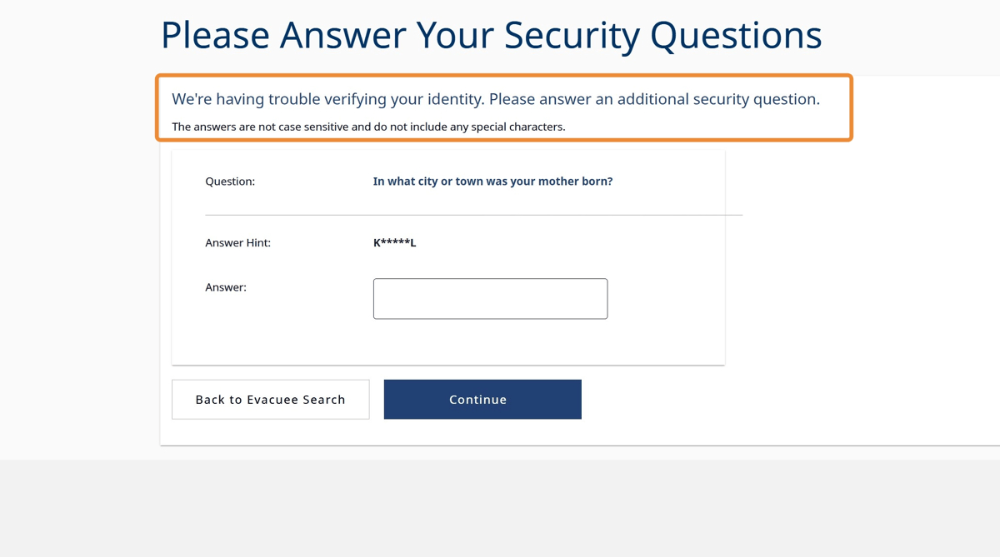 Please Answer Your Security Questions
We're having trouble verifying your identity. Please answer an additional security question.
The answers are not case sensitive and do not include any special characters.
Question: In what city or town was your mother born?
Answer Hint: K*****L
Answer:
Back to Evacuee Search Continue